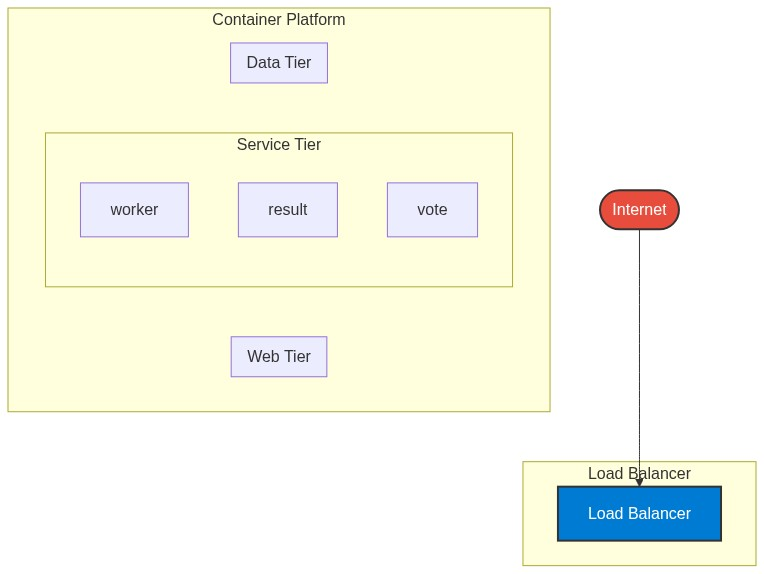 Container Platform
Data Tier
Service Tier
worker
result
vote
Internet
Web Tier
Load Balancer
Load Balancer